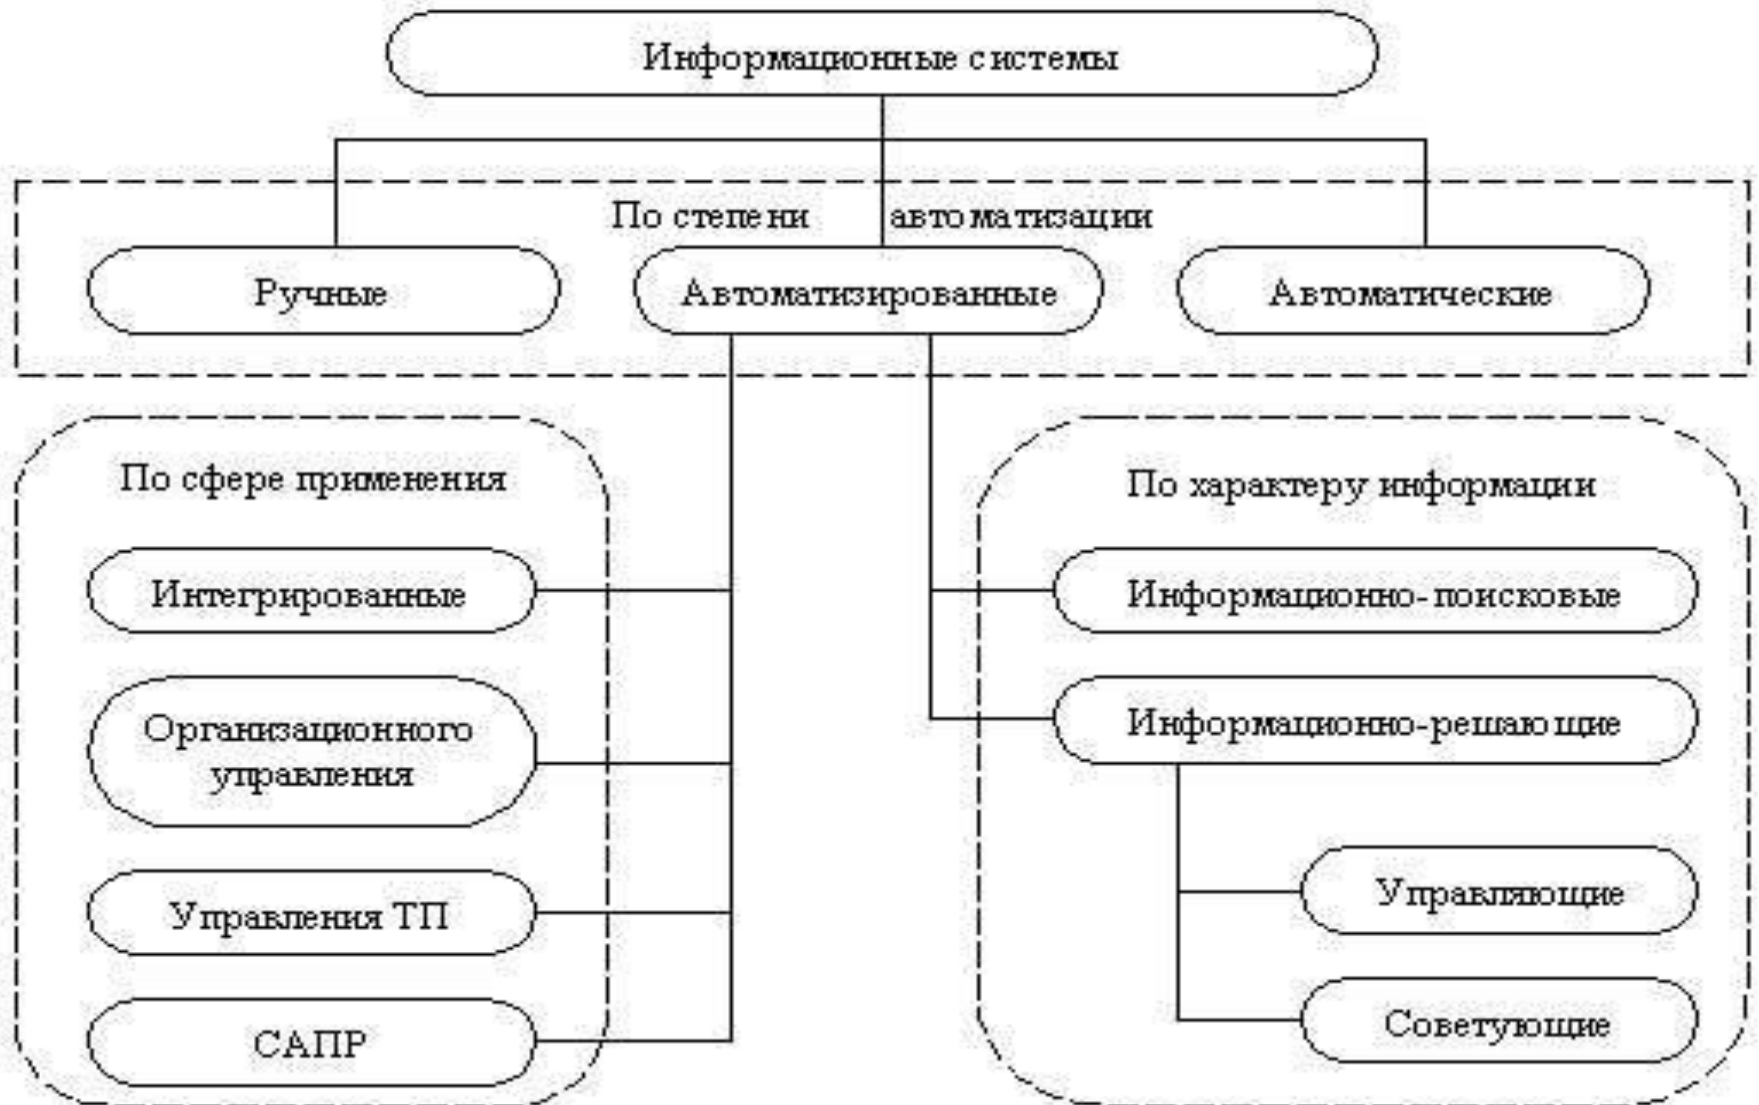 Информационные системы
По степени автоматизации
Ручные
Автоматизированные
Автоматические
По сфере применения
Интегрированные
Организационного
управления
Управления ТП
САПР
По характеру информации
Информационно-поисковые
Информационно-решающие
Управляющие
Советующие